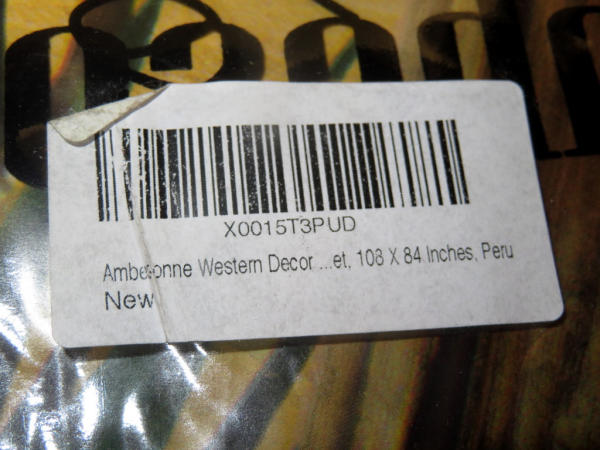 X0015T3PUD
Ambesonne Western Decor ...et, 108 X 84 Inches, Peru
New